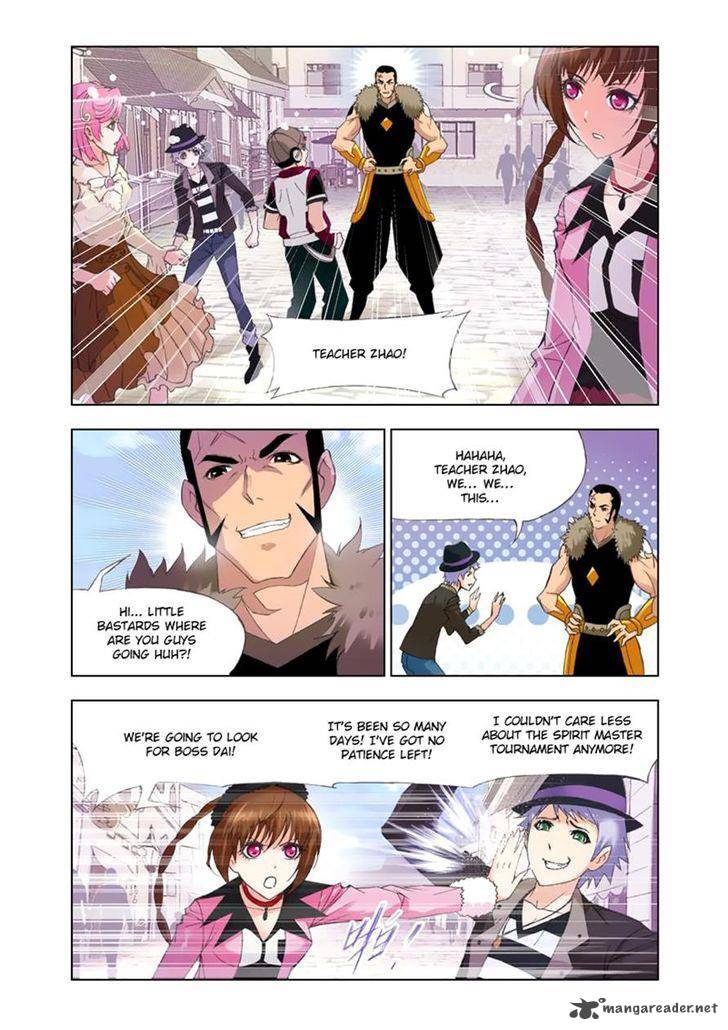 TEACHER ZHAO!
HI... LITTLE
BASTARDS WHERE
ARE YOU GUYS
GOING HUH?!
HAHAHA,
TEACHER ZHAO,
WE... WE...
THIS...
WE'RE GOING TO LOOK
FOR BOSS DAI!
IT'S BEEN SO MANY
DAYS! I'VE GOT NO
PATIENCE LEFT!
I COULDN'T CARE LESS
ABOUT THE SPIRIT MASTER
TOURNAMENT ANYMORE!
啪!
mangareader.net